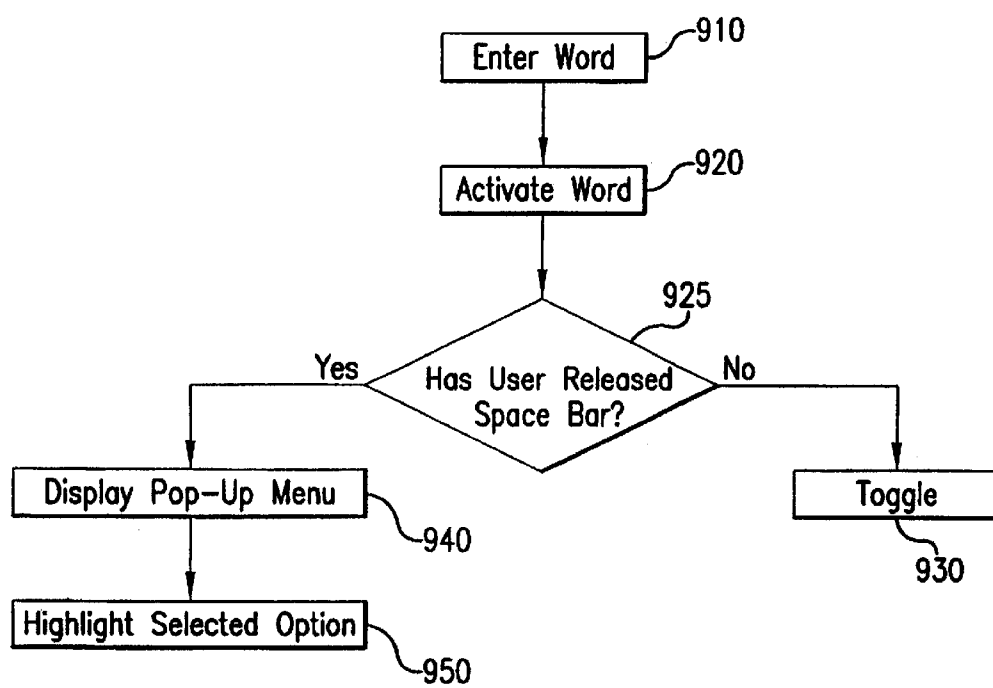 910
Enter Word
920
Activate Word
925
Yes
Has User Released
Space Bar?
No
Display Pop-Up Menu
940
Toggle
930
Highlight Selected Option
950